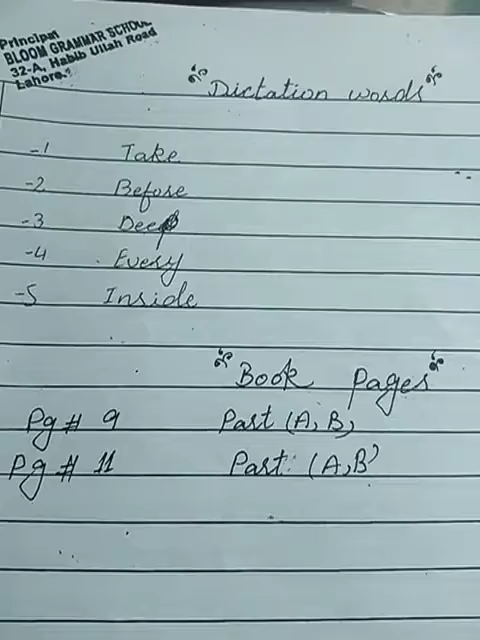 Principal
BLOOM GRAMMAR SCHOOL
32-A, Habib Ullah Road
Lahore.
"Dictation words"
-1 Take
-2 Before
-3 Deep
-4 Every
-5 Inside
"Book pages"
Pg # 9 Part (A, B)
Pg # 11 Part: (A,B)